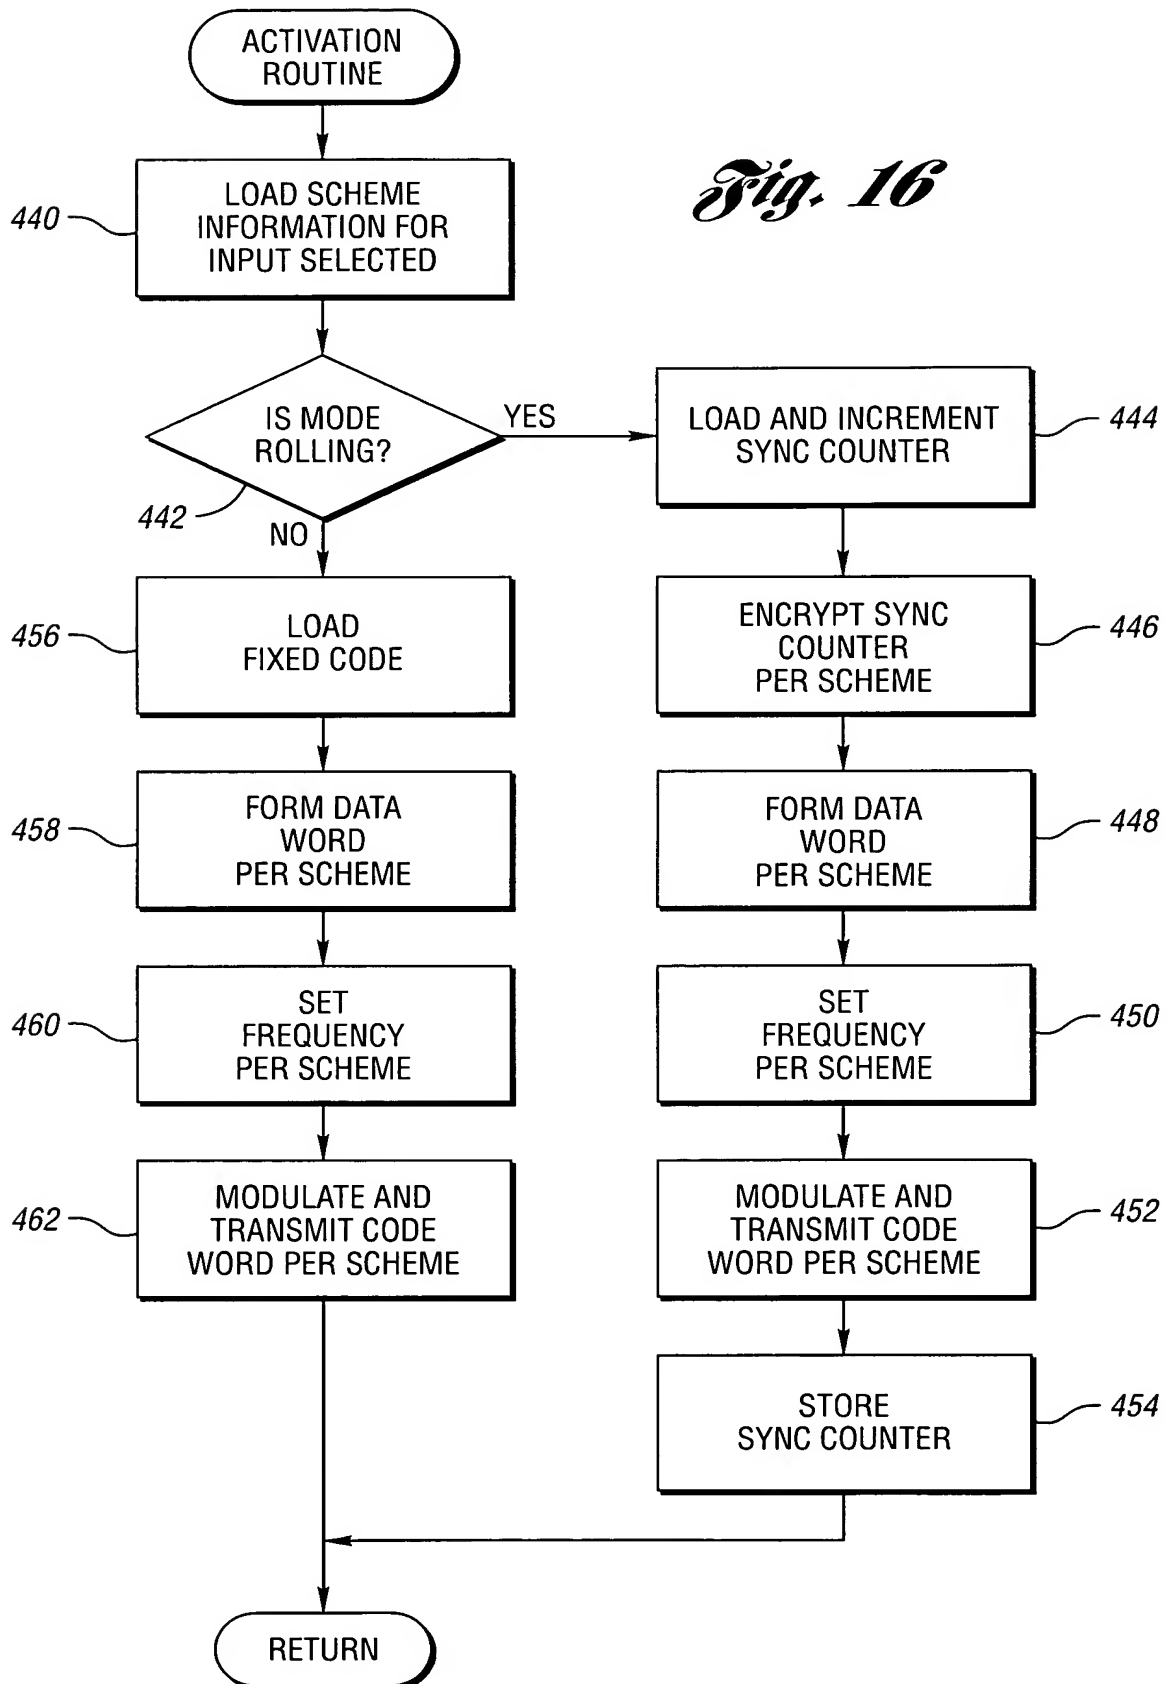 ACTIVATION
ROUTINE
Fig. 16
440
LOAD SCHEME
INFORMATION FOR
INPUT SELECTED
IS MODE
ROLLING?
YES
442
NO
LOAD AND INCREMENT
SYNC COUNTER
444
456
LOAD
FIXED CODE
ENCRYPT SYNC
COUNTER
PER SCHEME
446
458
FORM DATA
WORD
PER SCHEME
FORM DATA
WORD
PER SCHEME
448
460
SET
FREQUENCY
PER SCHEME
SET
FREQUENCY
PER SCHEME
450
462
MODULATE AND
TRANSMIT CODE
WORD PER SCHEME
MODULATE AND
TRANSMIT CODE
WORD PER SCHEME
452
STORE
SYNC COUNTER
454
RETURN